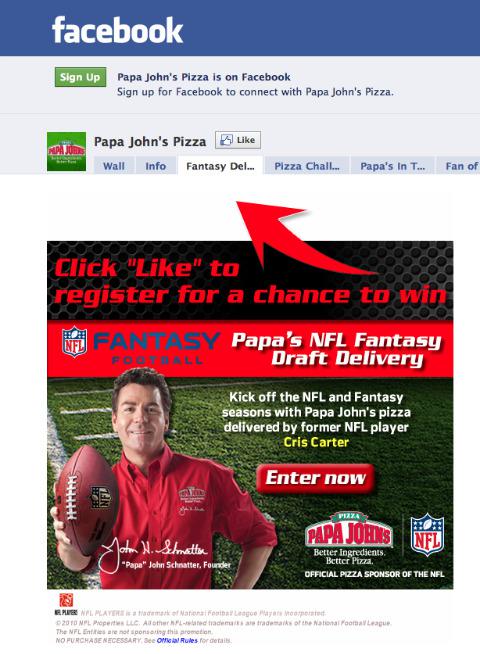 facebook
Sign Up
Papa John's Pizza is on Facebook
Sign up for Facebook to connect with Papa John's Pizza.
Papa John's Pizza
Like
Wall Info Fantasy Del... Pizza Chall... Papa's In T... Fan of
Click "Like" to
register for a chance to win
NFL FANTASY
FOOTBALL
Papa's NFL Fantasy
Draft Delivery
Kick off the NFL and Fantasy
seasons with Papa John's pizza
delivered by former NFL player
Cris Carter
Enter now
PIZZA
PAPA JOHNS
Better Ingredients.
Better Pizza.
NFL
OFFICIAL PIZZA SPONSOR OF THE NFL
John H. Schnatter
"Papa" John Schnatter, Founder
NFL PLAYERS
NFL PLAYERS is a trademark of National Football League Players Incorporated.
© 2010 NFL Properties LLC. All other NFL-related trademarks are trademarks of the National Football League.
The NFL Entities are not sponsoring this promotion.
NO PURCHASE NECESSARY. See Official Rules for details.